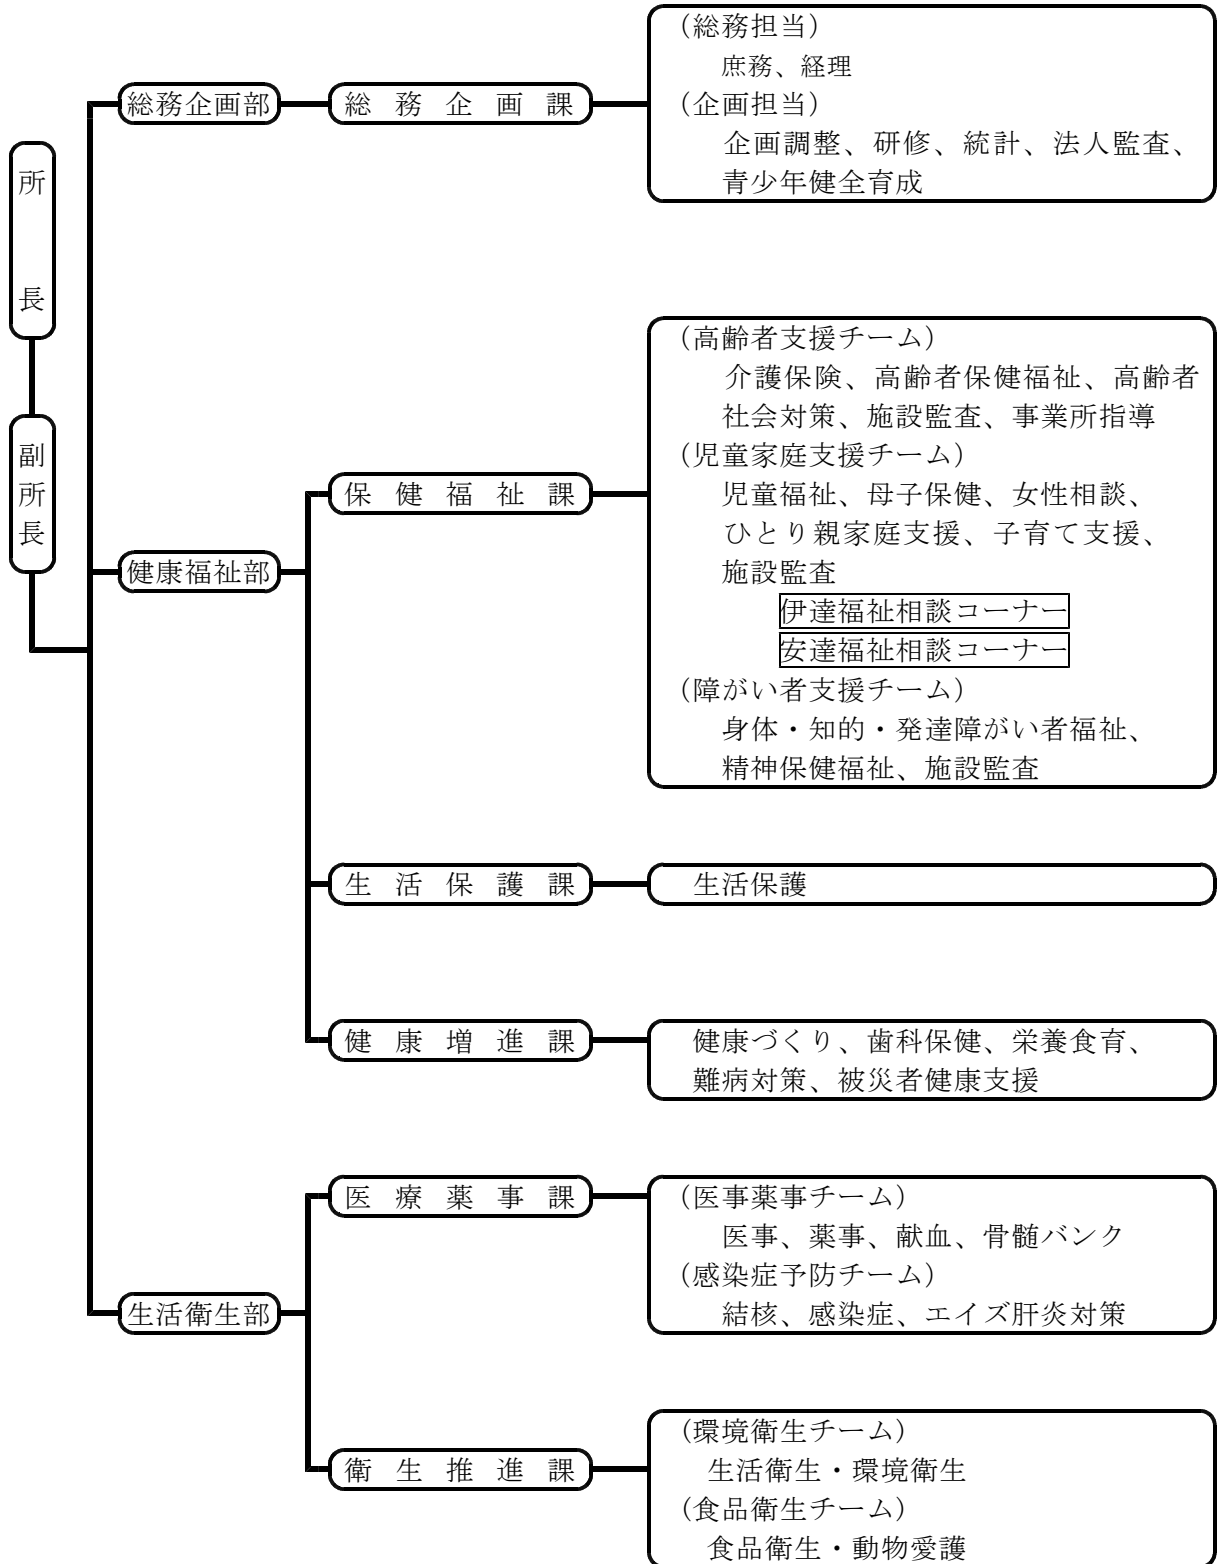 所長
副所長
総務企画部
総務企画課
（総務担当）
庶務、経理
（企画担当）
企画調整、研修、統計、法人監査、
青少年健全育成
健康福祉部
保健福祉課
（高齢者支援チーム）
介護保険、高齢者保健福祉、高齢者
社会対策、施設監査、事業所指導
（児童家庭支援チーム）
児童福祉、母子保健、女性相談、
ひとり親家庭支援、子育て支援、
施設監査
伊達福祉相談コーナー
安達福祉相談コーナー
（障がい者支援チーム）
身体・知的・発達障がい者福祉、
精神保健福祉、施設監査
生活保護課
生活保護
健康増進課
健康づくり、歯科保健、栄養食育、
難病対策、被災者健康支援
生活衛生部
医療薬事課
（医事薬事チーム）
医事、薬事、献血、骨髄バンク
（感染症予防チーム）
結核、感染症、エイズ肝炎対策
衛生推進課
（環境衛生チーム）
生活衛生・環境衛生
（食品衛生チーム）
食品衛生・動物愛護